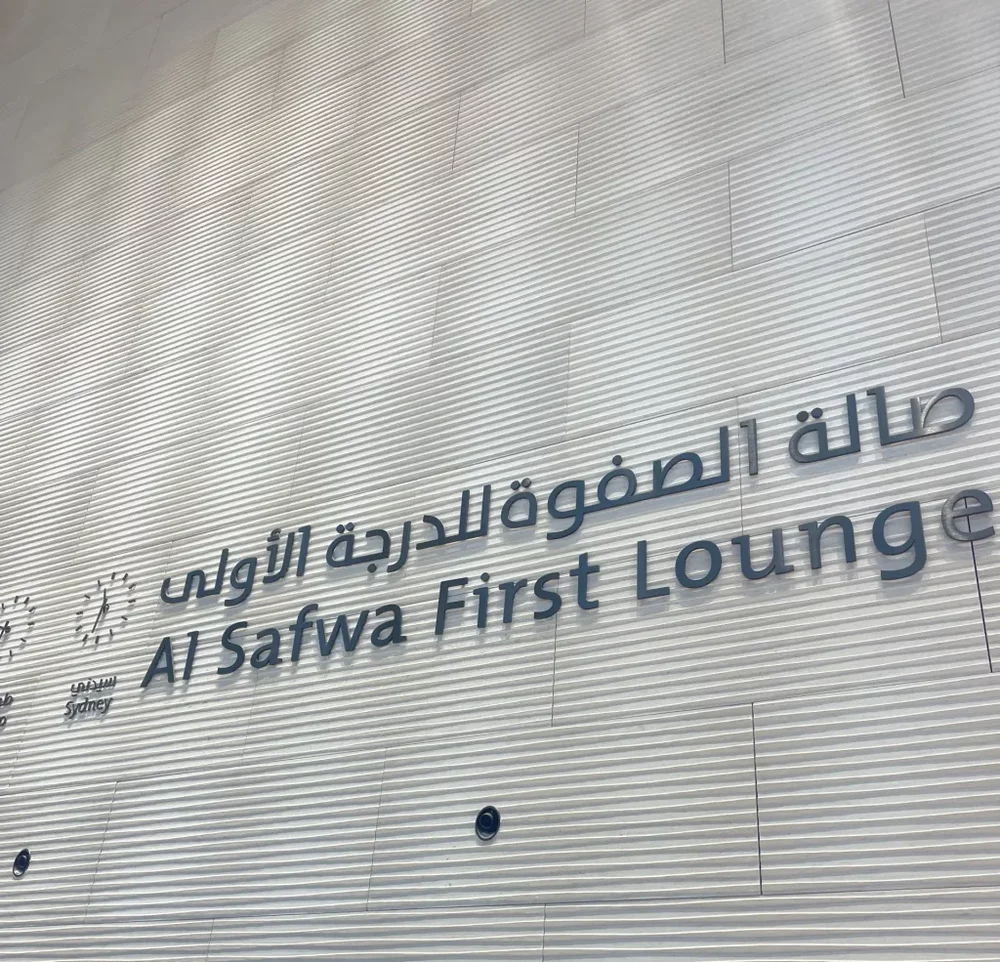 صالة الصفوة للدرجة الأولى
Al Safwa First Lounge
سيدني
Sydney